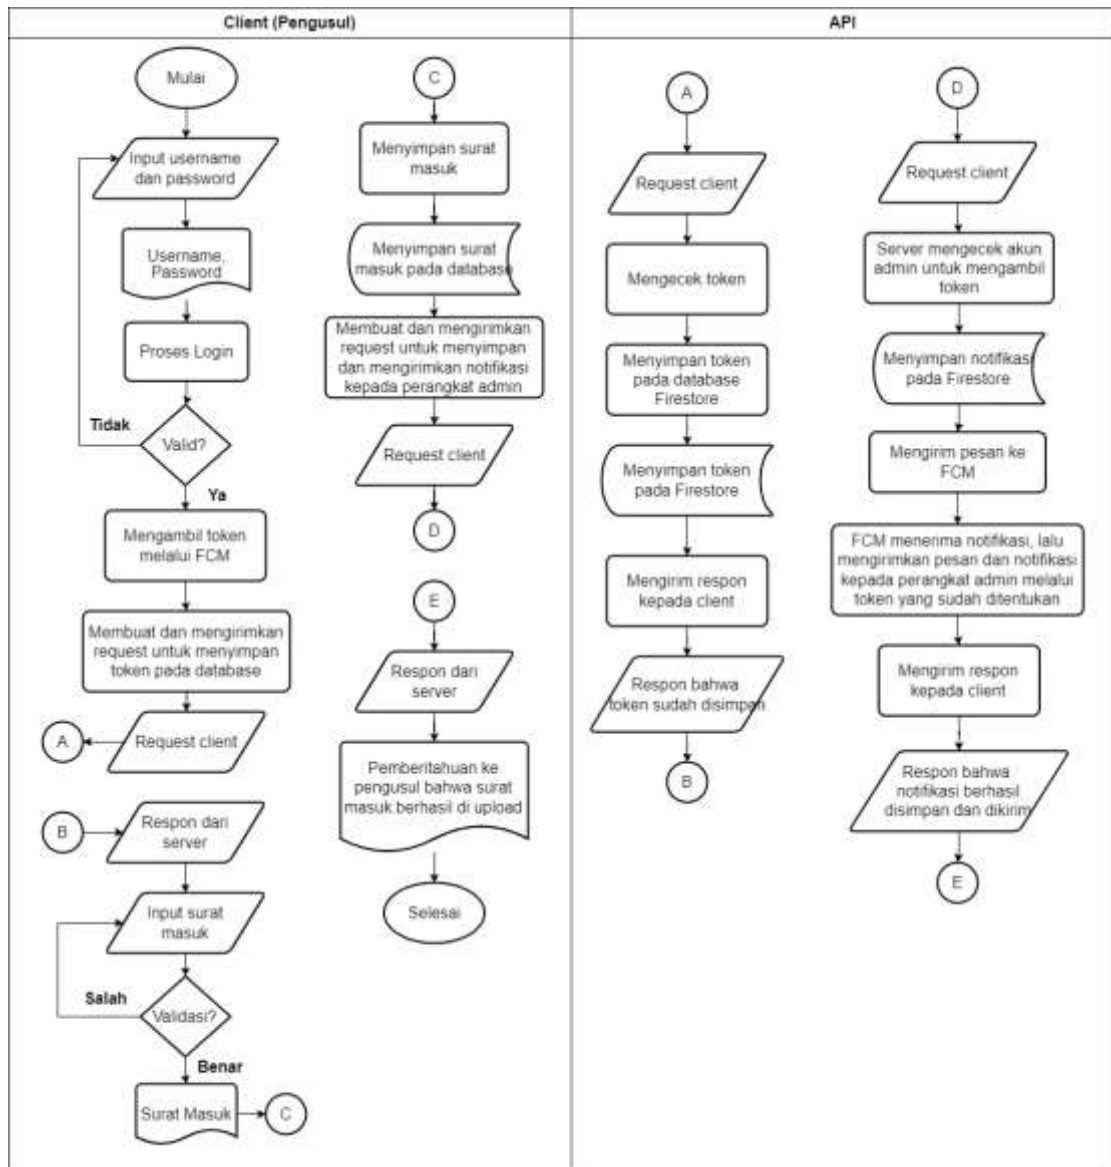 Client (Pengusul)
Mulai
Input username
dan password
Username,
Password
Proses Login
Tidak
Valid?
Ya
Mengambil token
melalui FCM
Membuat dan mengirimkan
request untuk menyimpan
token pada database
A
Request client
B
Respon dari
server
Input surat
masuk
Salah
Validasi?
Benar
Surat Masuk
C
C
Menyimpan surat
masuk
Menyimpan surat
masuk pada database
Membuat dan mengirimkan
request untuk menyimpan
dan mengirimkan notifikasi
kepada perangkat admin
Request client
D
E
Respon dari
server
Pemberitahuan ke
pengusul bahwa surat
masuk berhasil di upload
Selesai
API
A
Request client
Mengecek token
Menyimpan token
pada database
Firestore
Menyimpan token
pada Firestore
Mengirim respon
kepada client
Respon bahwa
token sudah disimpan
B
D
Request client
Server mengecek akun
admin untuk mengambil
token
Menyimpan notifikasi
pada Firestore
Mengirim pesan ke
FCM
FCM menerima notifikasi, lalu
mengirimkan pesan dan notifikasi
kepada perangkat admin melalui
token yang sudah ditentukan
Mengirim respon
kepada client
Respon bahwa
notifikasi berhasil
disimpan dan dikirim
E